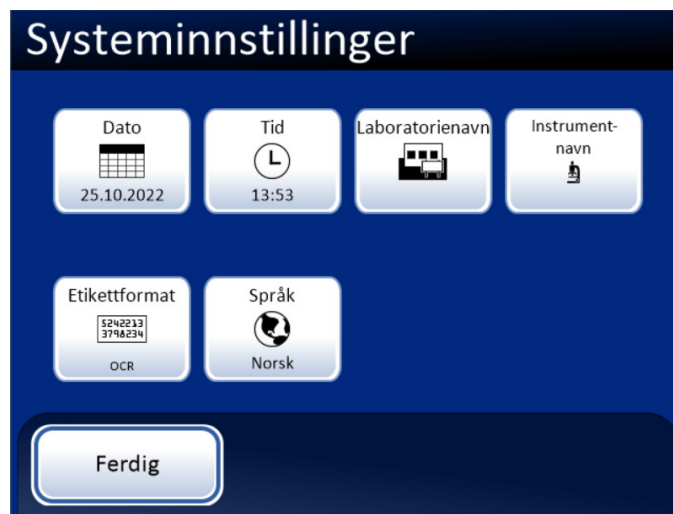 Systeminnstillinger
Dato
25.10.2022
Tid
13:53
Laboratorienavn
Instrument-
navn
Etikettformat
5242213
3798234
OCR
Språk
Norsk
Ferdig